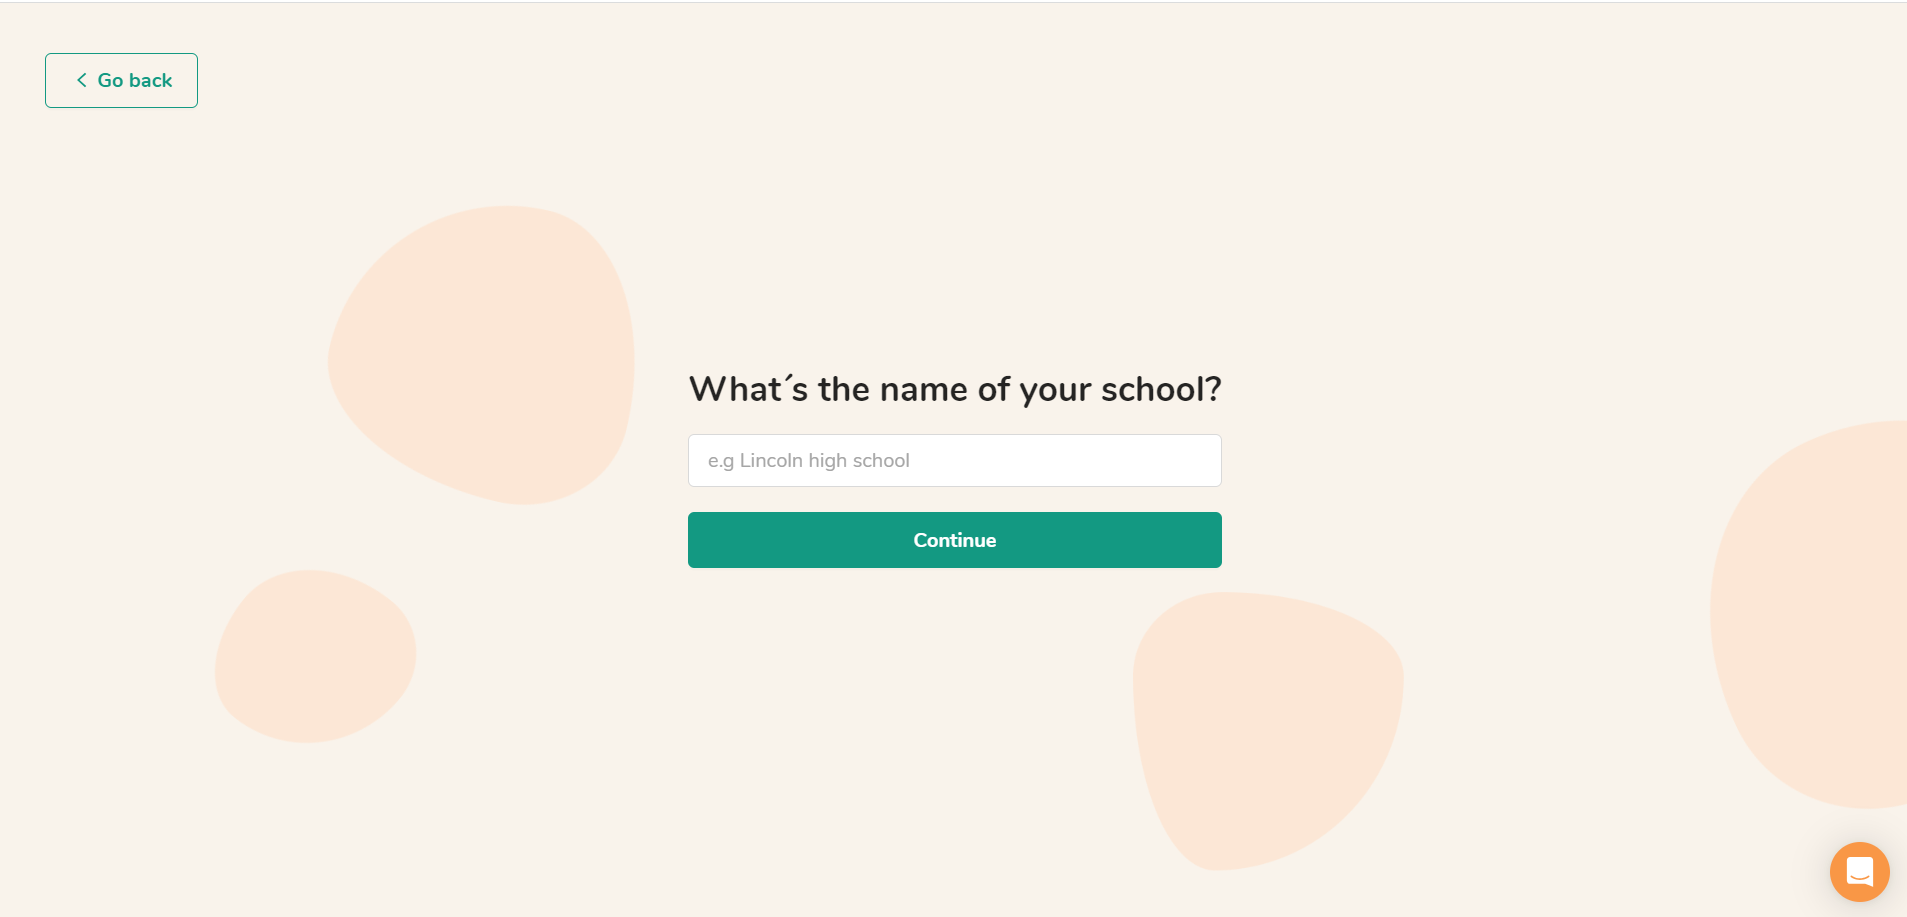 Go back
What´s the name of your school?
e.g Lincoln high school
Continue